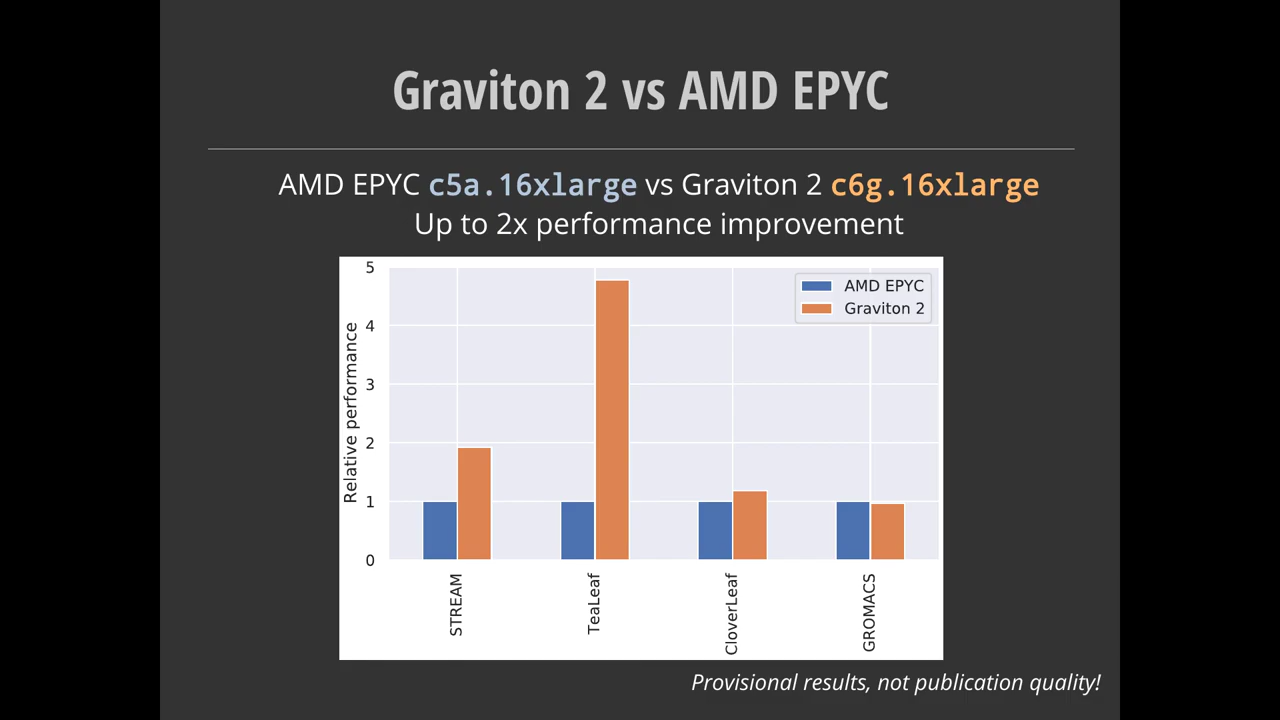 Graviton 2 vs AMD EPYC
AMD EPYC c5a.16xlarge vs Graviton 2 c6g.16xlarge
Up to 2x performance improvement
5
4
3
2
1
0
Relative performance
AMD EPYC
Graviton 2
STREAM
TeaLeaf
CloverLeaf
GROMACS
Provisional results, not publication quality!